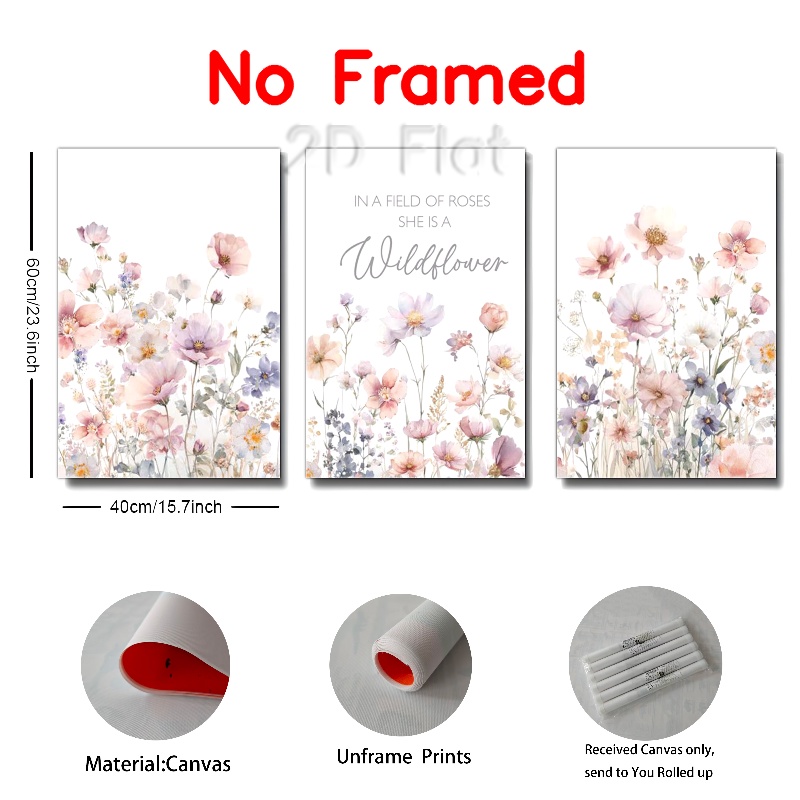 No Framed
2D Flat
60cm/23.6inch
IN A FIELD OF ROSES
SHE IS A
Wildflower
40cm/15.7inch
Material:Canvas
Unframe Prints
Received Canvas only,
send to You Rolled up